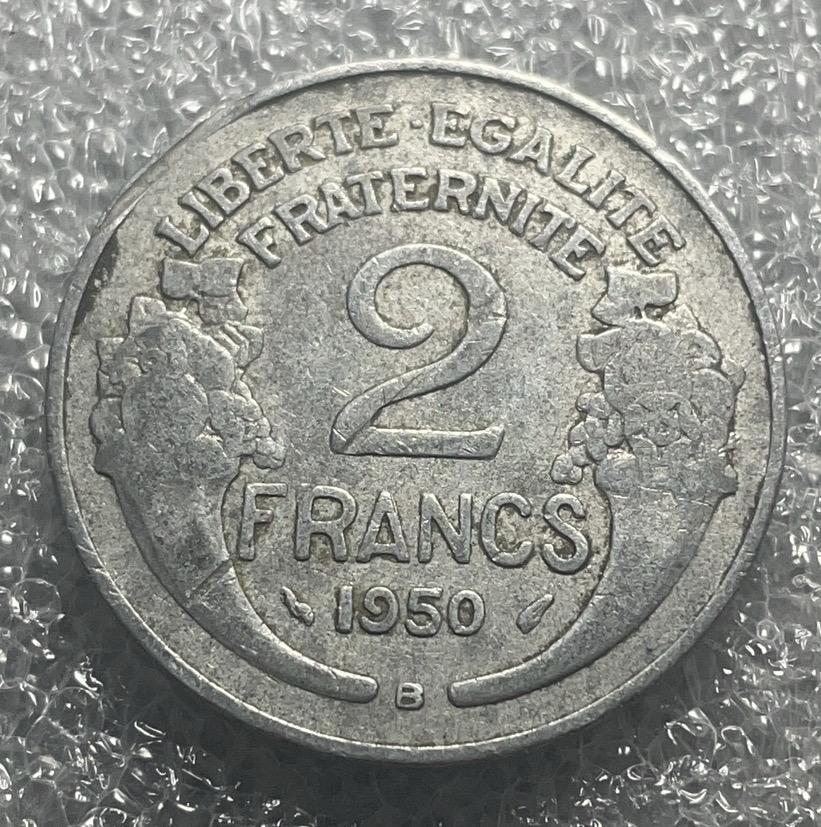 LIBERTE · EGALITE
FRATERNITE
2
FRANCS
1950
B